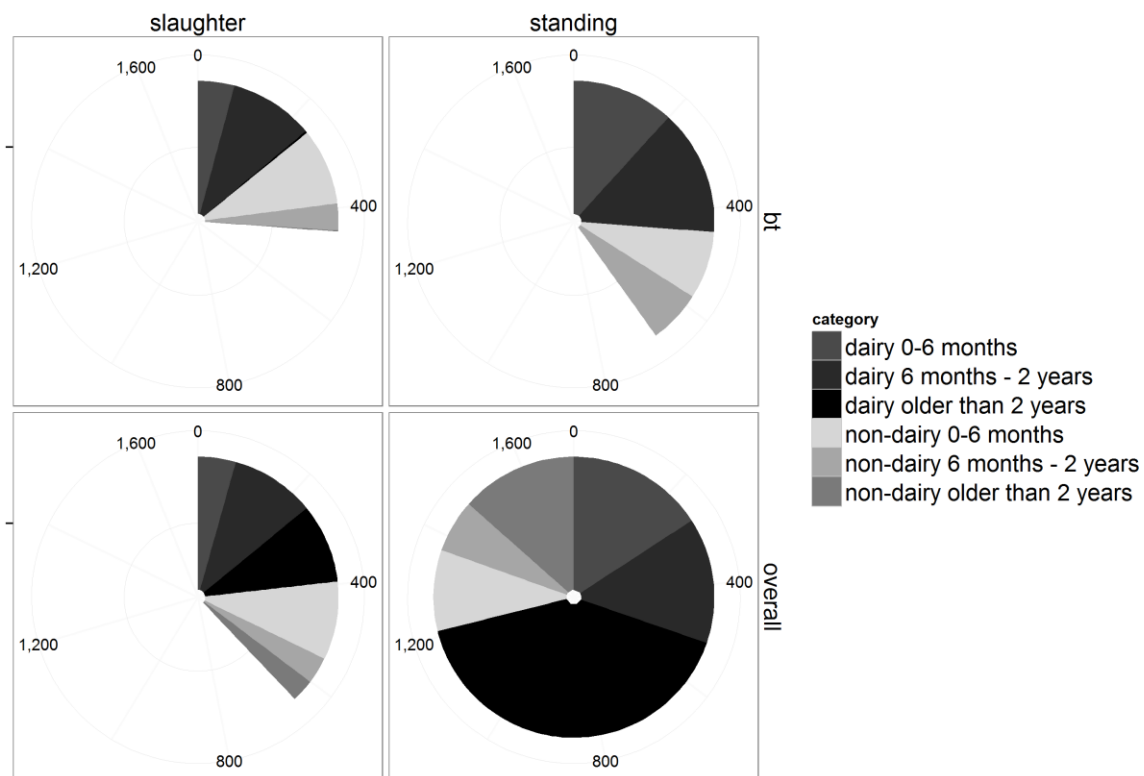 slaughter
standing
0
1,600
400
1,200
800
0
1,600
400
1,200
800
bt
0
1,600
400
1,200
800
0
1,600
400
1,200
800
overall
category
dairy 0-6 months
dairy 6 months - 2 years
dairy older than 2 years
non-dairy 0-6 months
non-dairy 6 months - 2 years
non-dairy older than 2 years